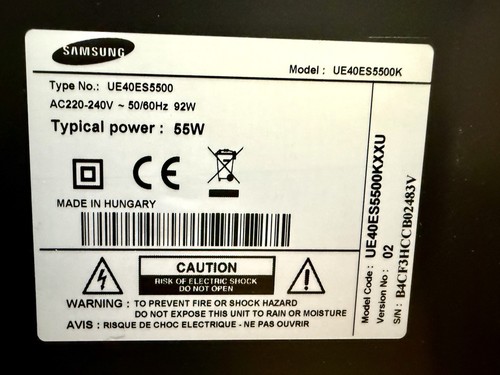 SAMSUNG
Model : UE40ES5500K
Type No.: UE40ES5500
AC220-240V ~ 50/60Hz 92W
Typical power : 55W
MADE IN HUNGARY
CAUTION
RISK OF ELECTRIC SHOCK
DO NOT OPEN
WARNING : TO PREVENT FIRE OR SHOCK HAZARD
DO NOT EXPOSE THIS UNIT TO RAIN OR MOISTURE
AVIS : RISQUE DE CHOC ELECTRIQUE - NE PAS OUVRIR
Model Code : UE40ES5500KXXU
Version No : 02
S/N : B4CF3HCCB02483V